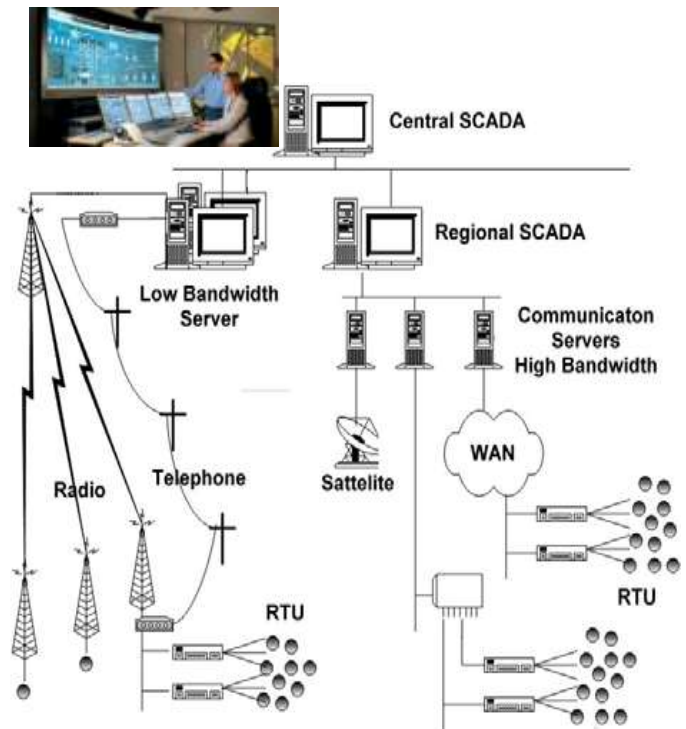 Central SCADA
Regional SCADA
Low Bandwidth
Server
Communicaton
Servers
High Bandwidth
Sattelite
WAN
Radio
Telephone
RTU
RTU